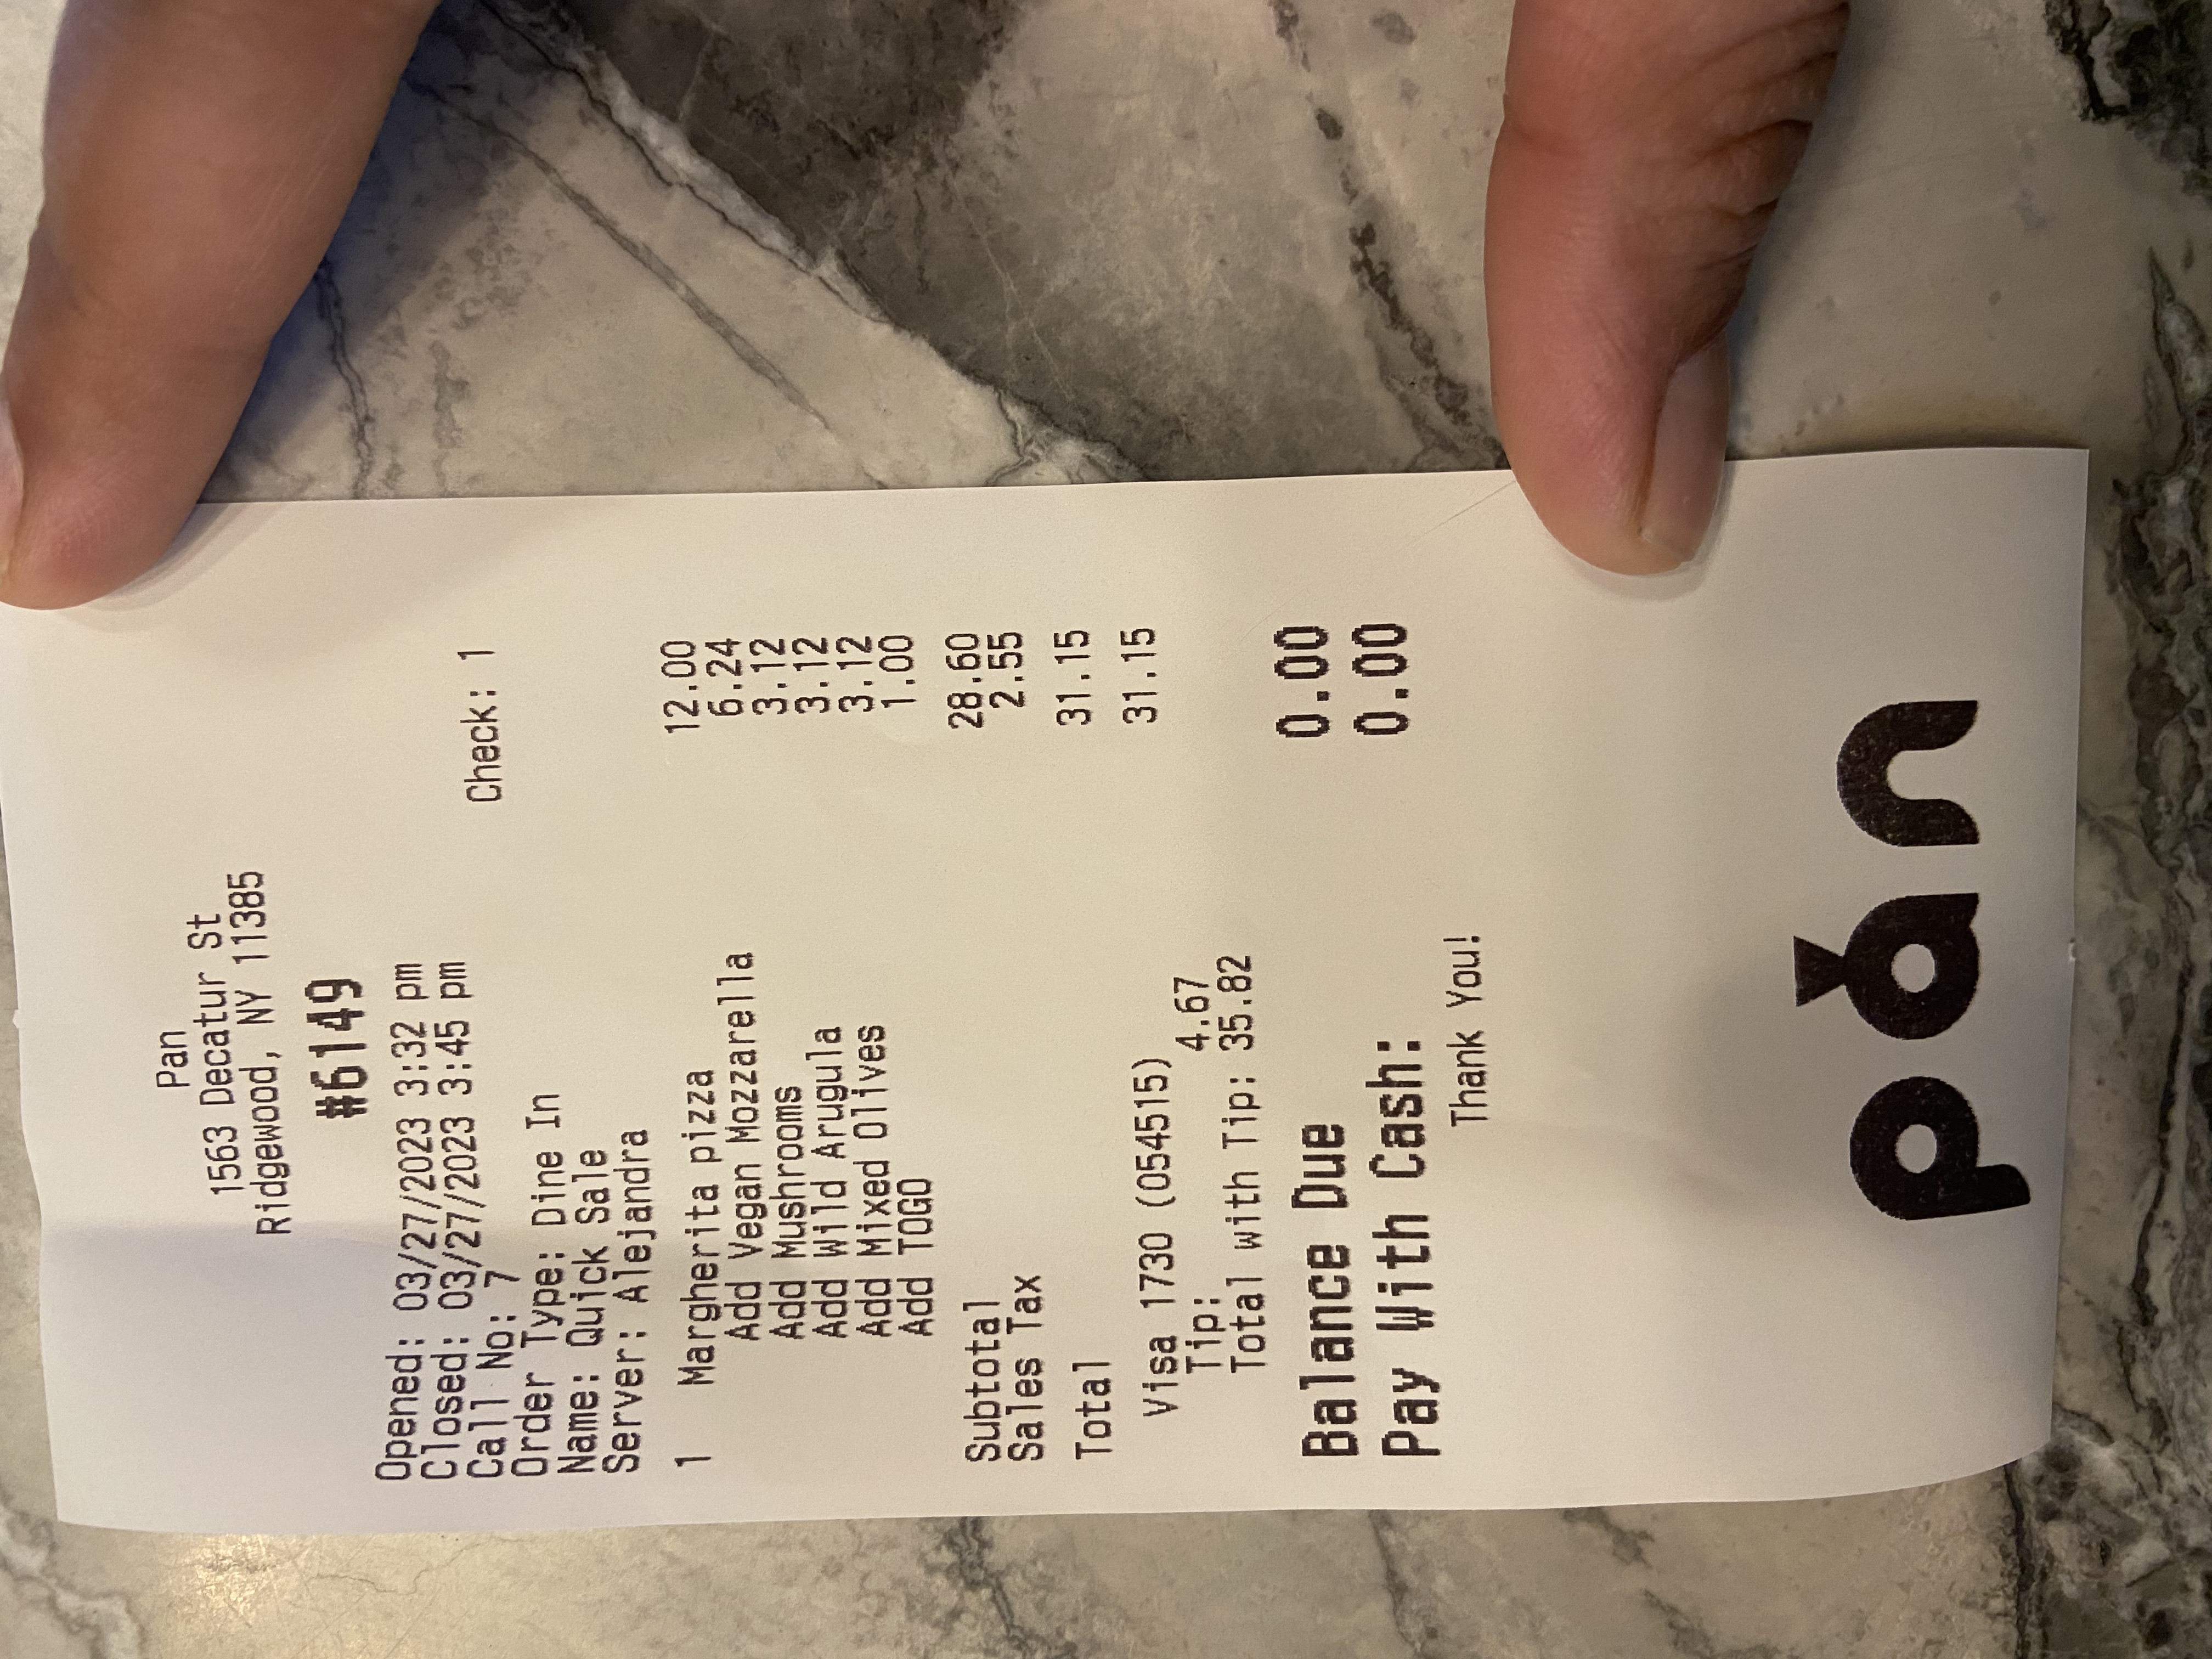 Pan
1563 Decatur St
Ridgewood, NY 11385
#6149
Opened: 03/27/2023 3:32 pm
Closed: 03/27/2023 3:45 pm
Call No: 7 Check: 1
Order Type: Dine In
Name: Quick Sale
Server: Alejandra
1 Margherita pizza 12.00
Add Vegan Mozzarella 6.24
Add Mushrooms 3.12
Add Wild Arugula 3.12
Add Mixed Olives 3.12
Add TOGO 1.00
Subtotal 28.60
Sales Tax 2.55
Total 31.15
Visa 1730 (054515) 31.15
Tip: 4.67
Total with Tip: 35.82
Balance Due 0.00
Pay With Cash: 0.00
Thank You!
pan